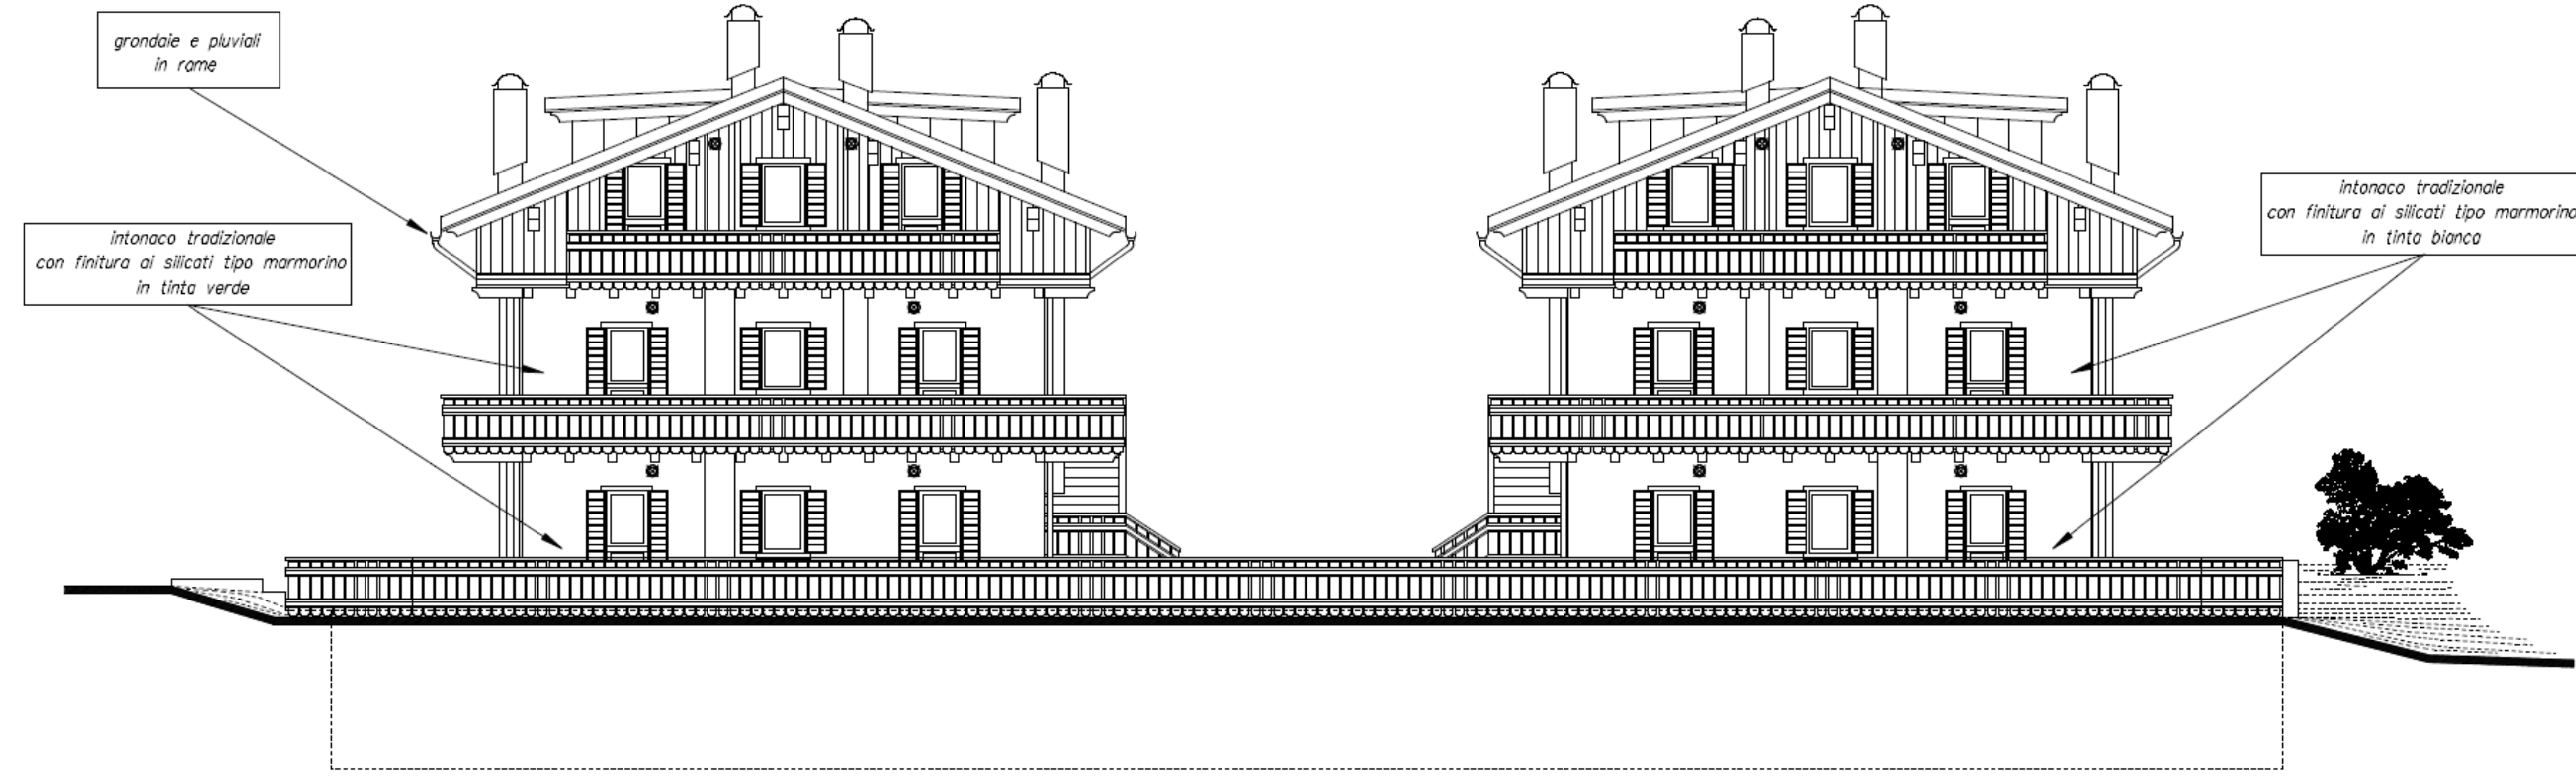 grondaie e pluviali
in rame
intonaco tradizionale
con finitura ai silicati tipo marmorino
in tinta verde
intonaco tradizionale
con finitura ai silicati tipo marmorino
in tinta bianca